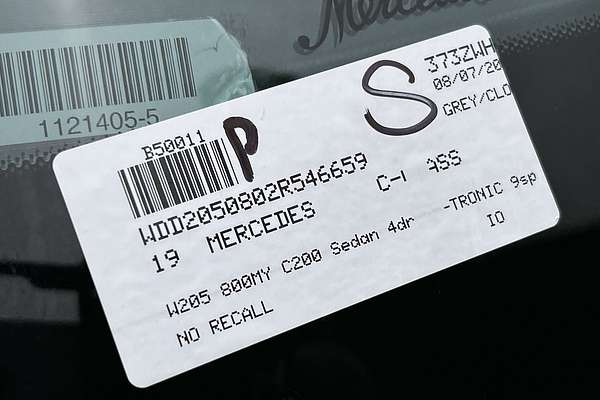 Mercedes
1121405-5
B50011
P
S
373ZWH
08/07/20
GREY/CLO
WDD2050802R546659
19 MERCEDES
W205 800MY C200 Sedan 4dr -TRONIC 9sp
NO RECALL
IO